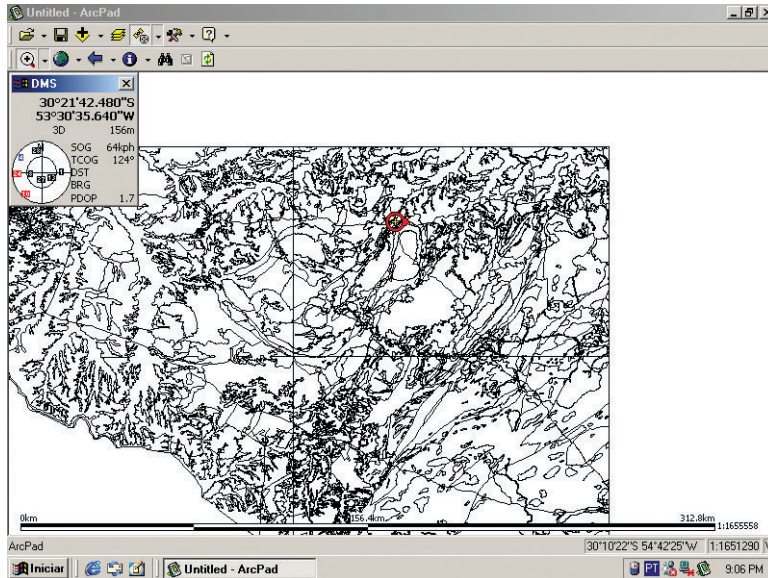 Untitled - ArcPad
DMS
30°21'42.480"S
53°30'35.640"W
3D 156m
SOG 64kph
TCOG 124°
DST
BRG
PDOP 1.7
0km 156.4km 312.8km
1:1655558
ArcPad 30°10'22"S 54°42'25"W 1:1651290
Iniciar Untitled - ArcPad PT 9:06 PM